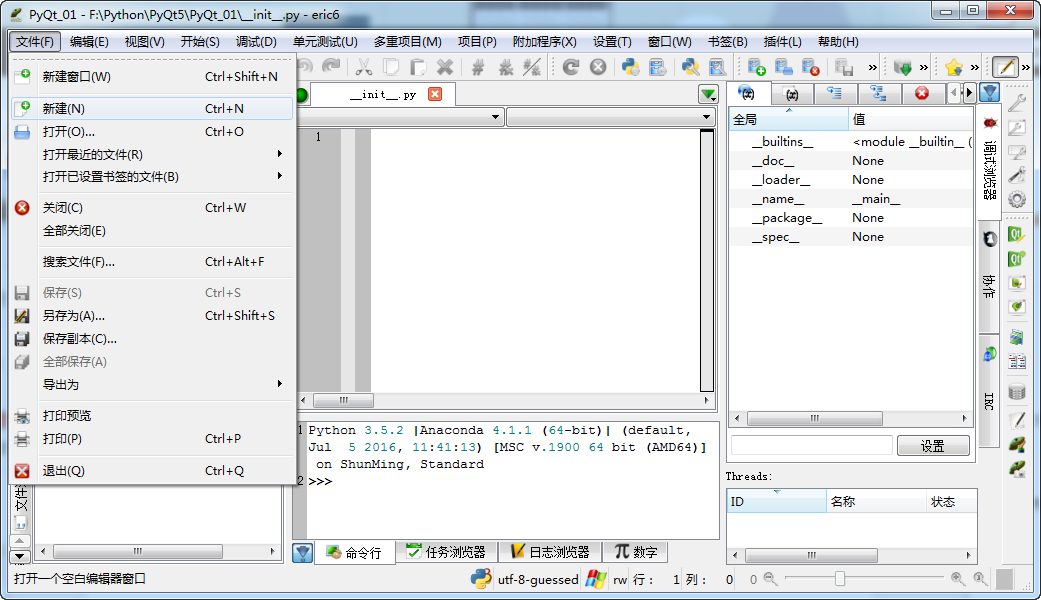 PyQt_01 - F:\Python\PyQt5\PyQt_01\__init__.py - eric6
文件(F) 编辑(E) 视图(V) 开始(S) 调试(D) 单元测试(U) 多重项目(M) 项目(P) 附加程序(X) 设置(T) 窗口(W) 书签(B) 插件(L) 帮助(H)
新建窗口(W) Ctrl+Shift+N
新建(N) Ctrl+N
打开(O)... Ctrl+O
打开最近的文件(R)
打开已设置书签的文件(B)
关闭(C) Ctrl+W
全部关闭(E)
搜索文件(F)... Ctrl+Alt+F
保存(S) Ctrl+S
另存为(A)... Ctrl+Shift+S
保存副本(C)...
全部保存(A)
导出为
打印预览
打印(P) Ctrl+P
退出(Q) Ctrl+Q
__init__.py
1
1 Python 3.5.2 |Anaconda 4.1.1 (64-bit)| (default,
Jul  5 2016, 11:41:13) [MSC v.1900 64 bit (AMD64)]
on ShunMing, Standard
2 >>>
命令行 任务浏览器 日志浏览器 数字
全局 值
__builtins__ <module __builtin__ (
__doc__ None
__loader__ None
__name__ __main__
__package__ None
__spec__ None
设置
Threads:
ID 名称 状态
调试浏览器
协作
IRC
打开一个空白编辑器窗口
utf-8-guessed rw 行: 1 列: 0 0